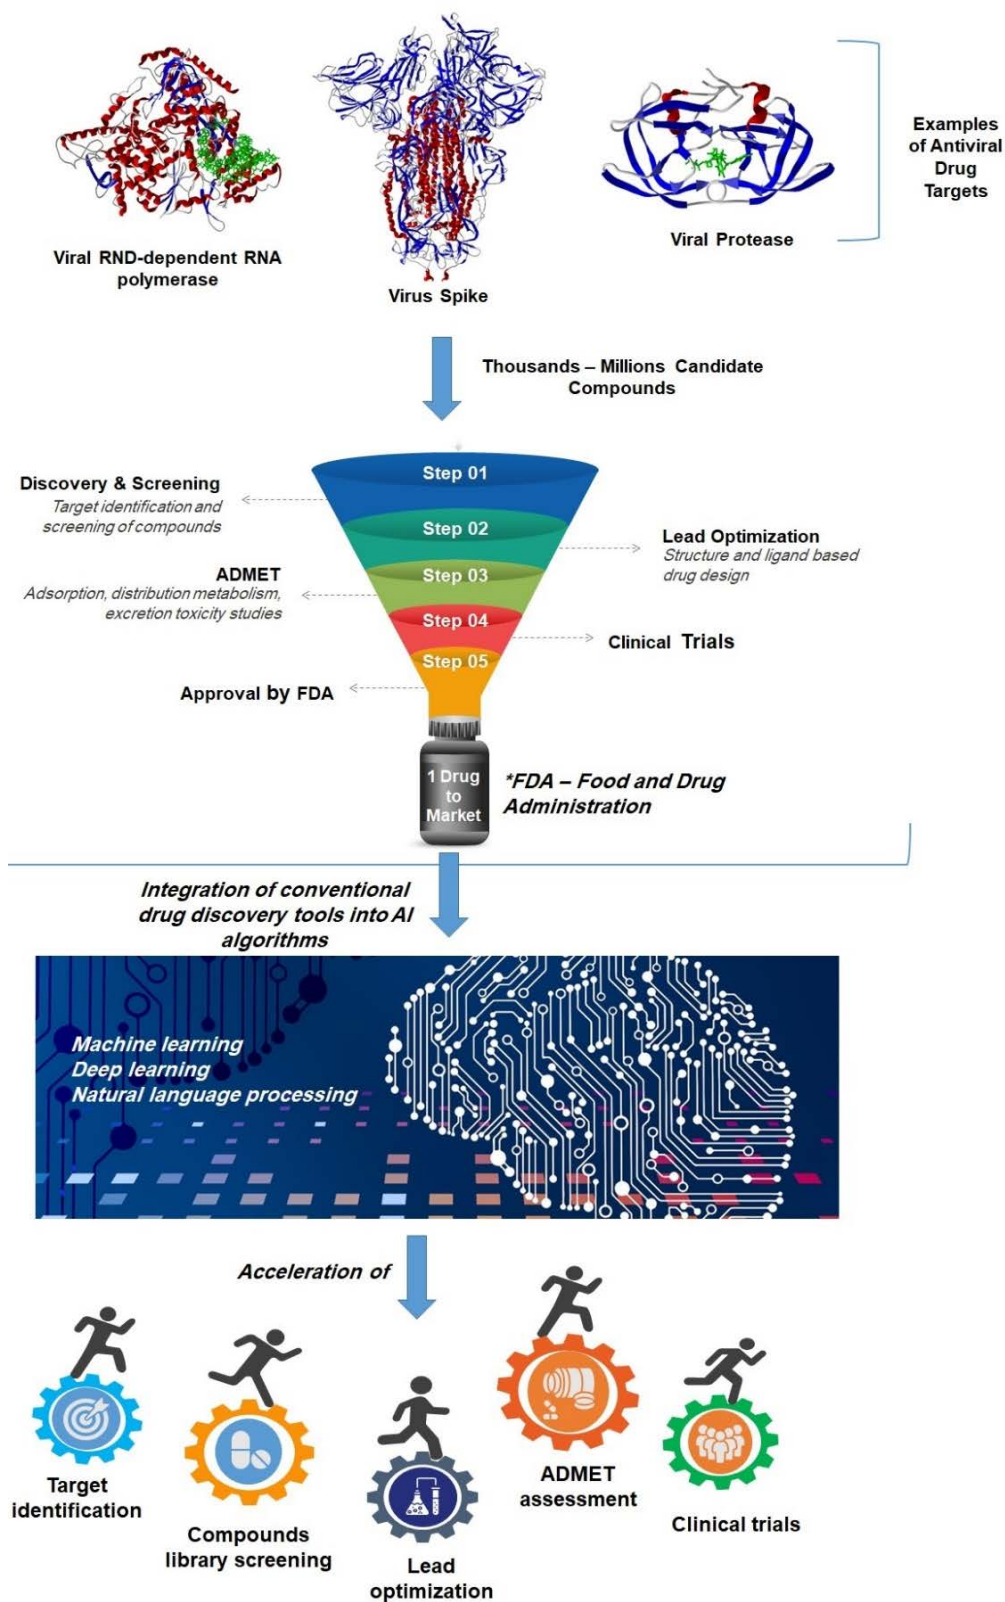 Examples
of Antiviral
Drug
Targets
Viral RND-dependent RNA
polymerase
Virus Spike
Viral Protease
Thousands – Millions Candidate
Compounds
Step 01
Discovery & Screening
Target identification and
screening of compounds
Step 02
Lead Optimization
Structure and ligand based
drug design
Step 03
ADMET
Adsorption, distribution metabolism,
excretion toxicity studies
Step 04
Clinical Trials
Step 05
Approval by FDA
1 Drug
to
Market
*FDA – Food and Drug
Administration
Integration of conventional
drug discovery tools into AI
algorithms
Machine learning
Deep learning
Natural language processing
Acceleration of
Target
identification
Compounds
library screening
Lead
optimization
ADMET
assessment
Clinical trials